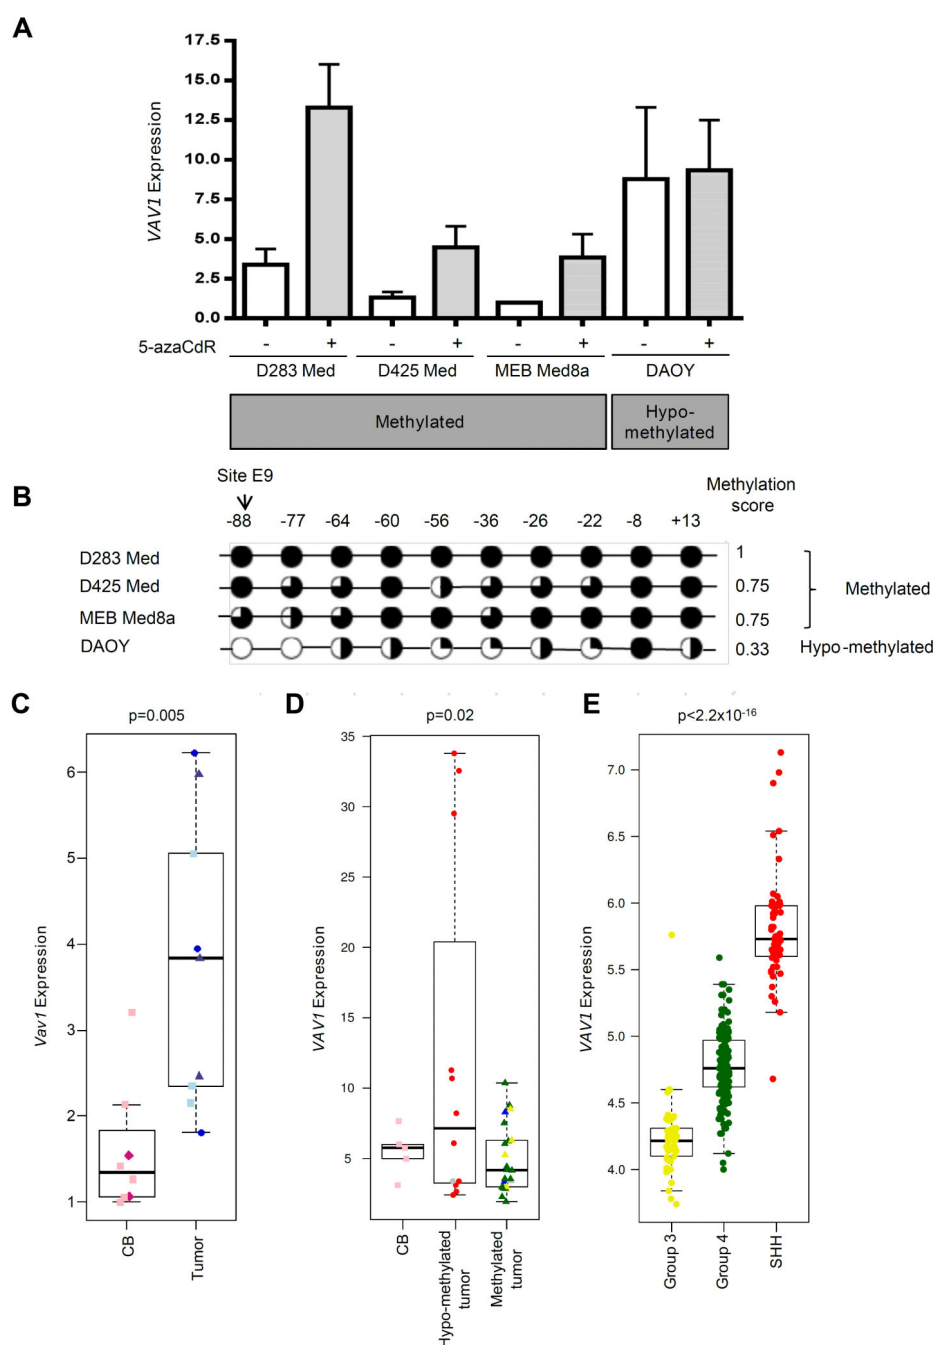 A
17.5
15.0
12.5
10.0
7.5
5.0
2.5
0.0
VAV1 Expression
5-azaCdR - + - + - + - +
D283 Med D425 Med MEB Med8a DAOY
Methylated
Hypo-
methylated
B
Site E9
Methylation
score
-88 -77 -64 -60 -56 -36 -26 -22 -8 +13
D283 Med 1
D425 Med 0.75
MEB Med8a 0.75
DAOY 0.33
Methylated
Hypo-methylated
C
p=0.005
6
5
4
3
2
1
Vav1 Expression
CB
Tumor
D
p=0.02
35
30
25
20
15
10
5
VAV1 Expression
CB
Hypo-methylated
tumor
Methylated
tumor
E
p<2.2x10-16
7.0
6.5
6.0
5.5
5.0
4.5
4.0
VAV1 Expression
Group 3
Group 4
SHH